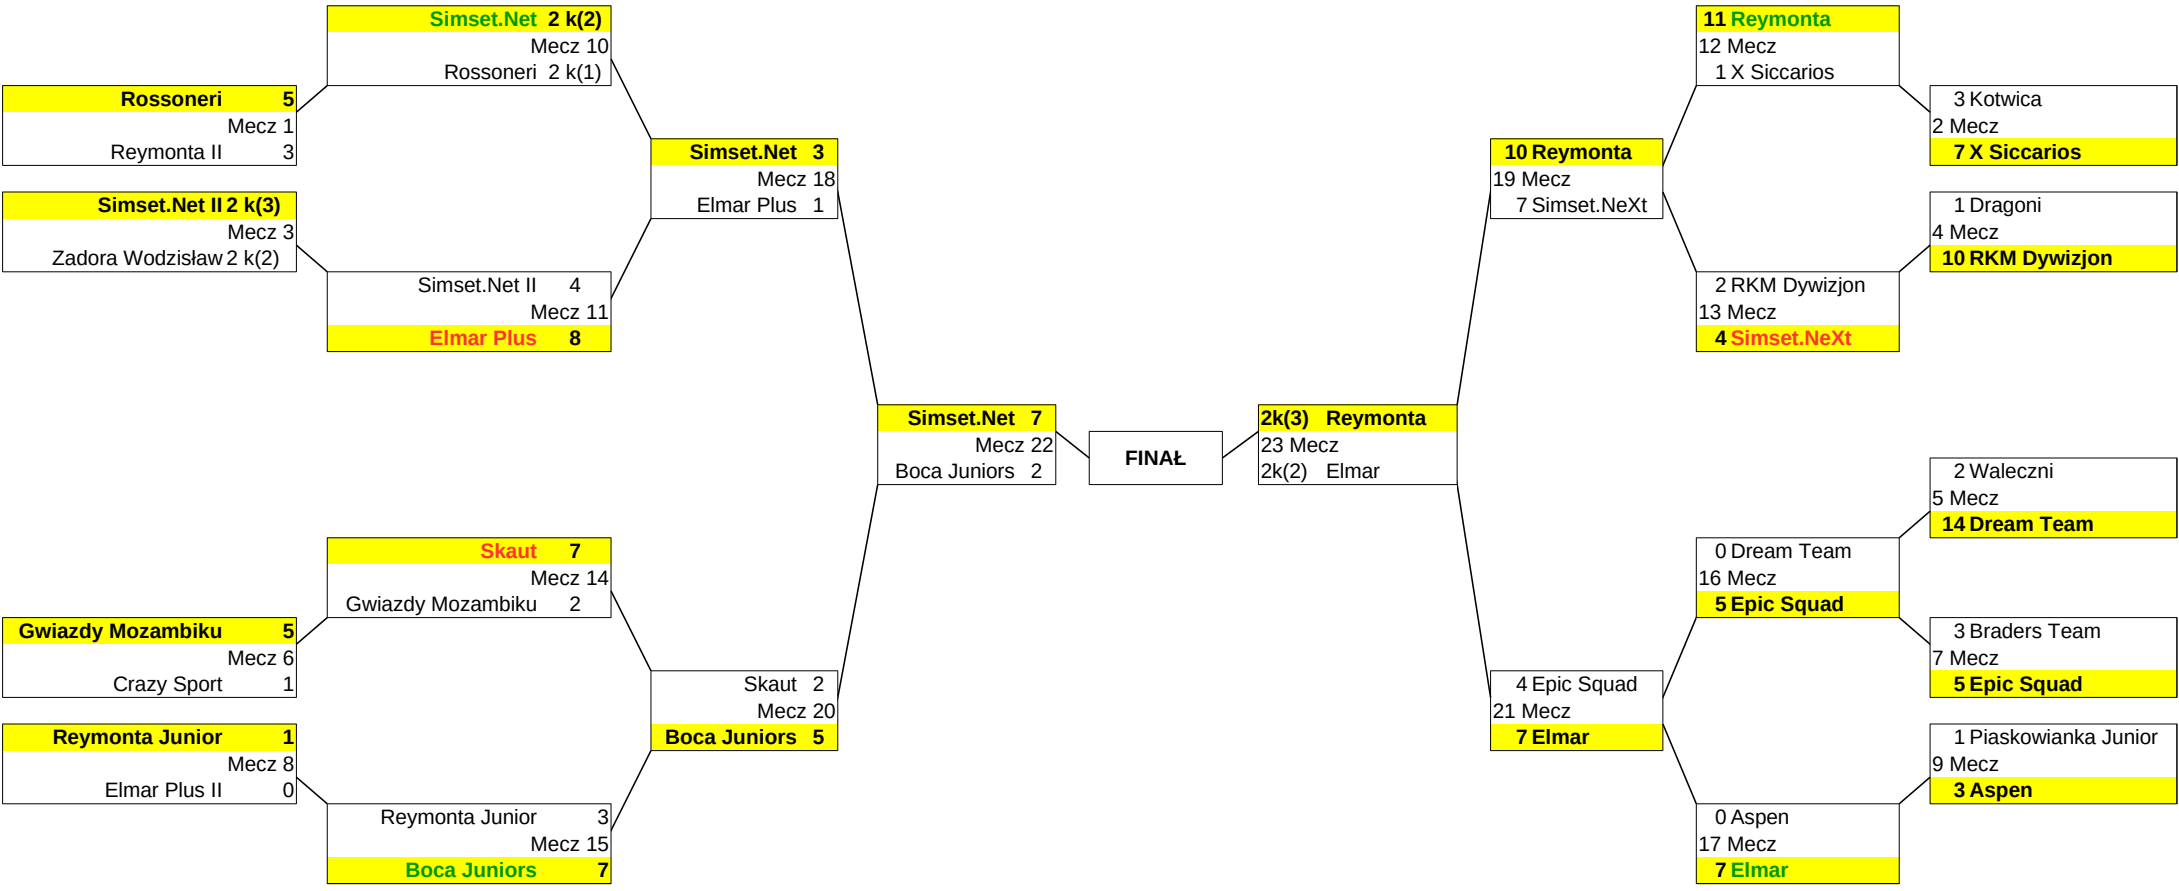 Simset.Net 2 k(2)
Mecz 10
Rossoneri 2 k(1)
Rossoneri 5
Mecz 1
Reymonta II 3
Simset.Net II 2 k(3)
Mecz 3
Zadora Wodzisław 2 k(2)
Simset.Net II 4
Mecz 11
Elmar Plus 8
Simset.Net 3
Mecz 18
Elmar Plus 1
Simset.Net 7
Mecz 22
Boca Juniors 2
Skaut 7
Mecz 14
Gwiazdy Mozambiku 2
Gwiazdy Mozambiku 5
Mecz 6
Crazy Sport 1
Reymonta Junior 1
Mecz 8
Elmar Plus II 0
Reymonta Junior 3
Mecz 15
Boca Juniors 7
Skaut 2
Mecz 20
Boca Juniors 5
FINAŁ
2k(3) Reymonta
23 Mecz
2k(2) Elmar
10 Reymonta
19 Mecz
7 Simset.NeXt
11 Reymonta
12 Mecz
1 X Siccarios
3 Kotwica
2 Mecz
7 X Siccarios
1 Dragoni
4 Mecz
10 RKM Dywizjon
2 RKM Dywizjon
13 Mecz
4 Simset.NeXt
2 Waleczni
5 Mecz
14 Dream Team
0 Dream Team
16 Mecz
5 Epic Squad
3 Braders Team
7 Mecz
5 Epic Squad
4 Epic Squad
21 Mecz
7 Elmar
1 Piaskowianka Junior
9 Mecz
3 Aspen
0 Aspen
17 Mecz
7 Elmar